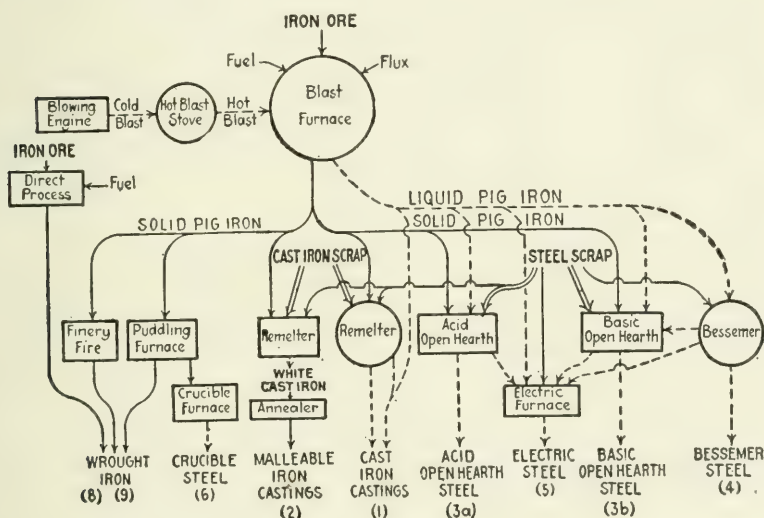 IRON ORE
Fuel
Flux
Blast
Furnace
Blowing
Engine
Cold
Blast
Hot Blast
Stove
Hot
Blast
IRON ORE
Direct
Process
Fuel
LIQUID PIG IRON
SOLID PIG IRON
SOLID PIG IRON
CAST IRON SCRAP
STEEL SCRAP
Finery
Fire
Puddling
Furnace
Remelter
Remelter
Acid
Open Hearth
Basic
Open Hearth
Bessemer
WHITE
CAST IRON
Crucible
Furnace
Annealer
Electric
Furnace
WROUGHT
IRON
(8) (9)
CRUCIBLE
STEEL
(6)
MALLEABLE
IRON
CASTINGS
(2)
CAST
IRON
CASTINGS
(1)
ACID
OPEN HEARTH
STEEL
(3a)
ELECTRIC
STEEL
(5)
BASIC
OPEN HEARTH
STEEL
(3b)
BESSEMER
STEEL
(4)